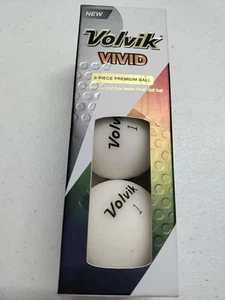 NEW
Volvik
VIVID
3-PIECE PREMIUM BALL
Volvik
1
Volvik
1